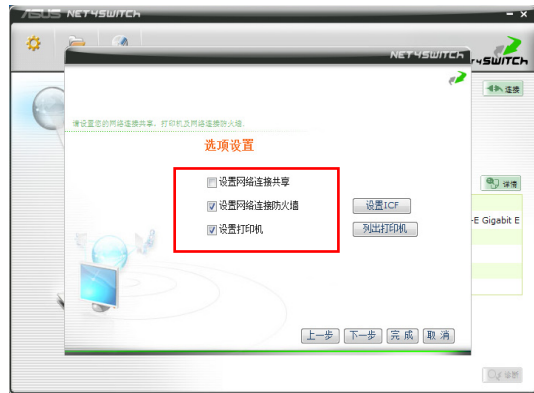 ASUS NET4SWITCH
NET4SWITCH
连接
请设置您的网络连接共享、打印机及网络连接防火墙.
选项设置
设置网络连接共享
设置网络连接防火墙
设置ICF
设置打印机
列出打印机
详情
-E Gigabit E
上一步
下一步
完成
取消